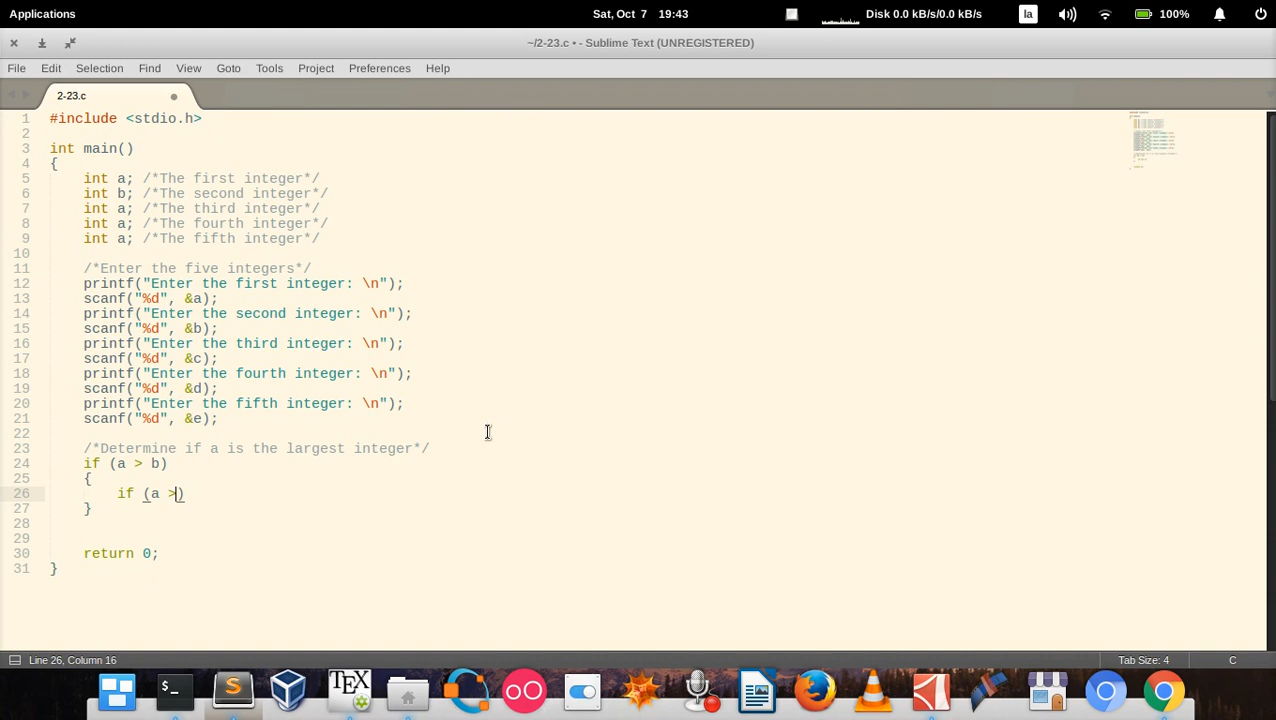 Applications
Sat, Oct 7 19:43
Disk 0.0 kB/s/0.0 kB/s
la
100%
~/2-23.c • - Sublime Text (UNREGISTERED)
File Edit Selection Find View Goto Tools Project Preferences Help
2-23.c
1 #include <stdio.h>
2
3 int main()
4 {
5 int a; /*The first integer*/
6 int b; /*The second integer*/
7 int a; /*The third integer*/
8 int a; /*The fourth integer*/
9 int a; /*The fifth integer*/
10
11 /*Enter the five integers*/
12 printf("Enter the first integer: \n");
13 scanf("%d", &a);
14 printf("Enter the second integer: \n");
15 scanf("%d", &b);
16 printf("Enter the third integer: \n");
17 scanf("%d", &c);
18 printf("Enter the fourth integer: \n");
19 scanf("%d", &d);
20 printf("Enter the fifth integer: \n");
21 scanf("%d", &e);
22
23 /*Determine if a is the largest integer*/
24 if (a > b)
25 {
26 if (a >)
27 }
28
29
30 return 0;
31 }
Line 26, Column 16
Tab Size: 4
C
TEX